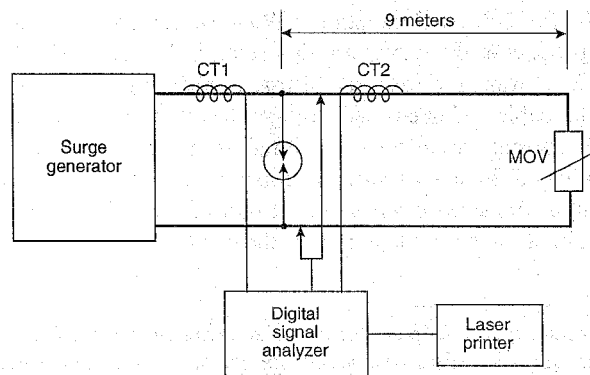 9 meters
CT1
CT2
Surge
generator
MOV
Digital
signal
analyzer
Laser
printer